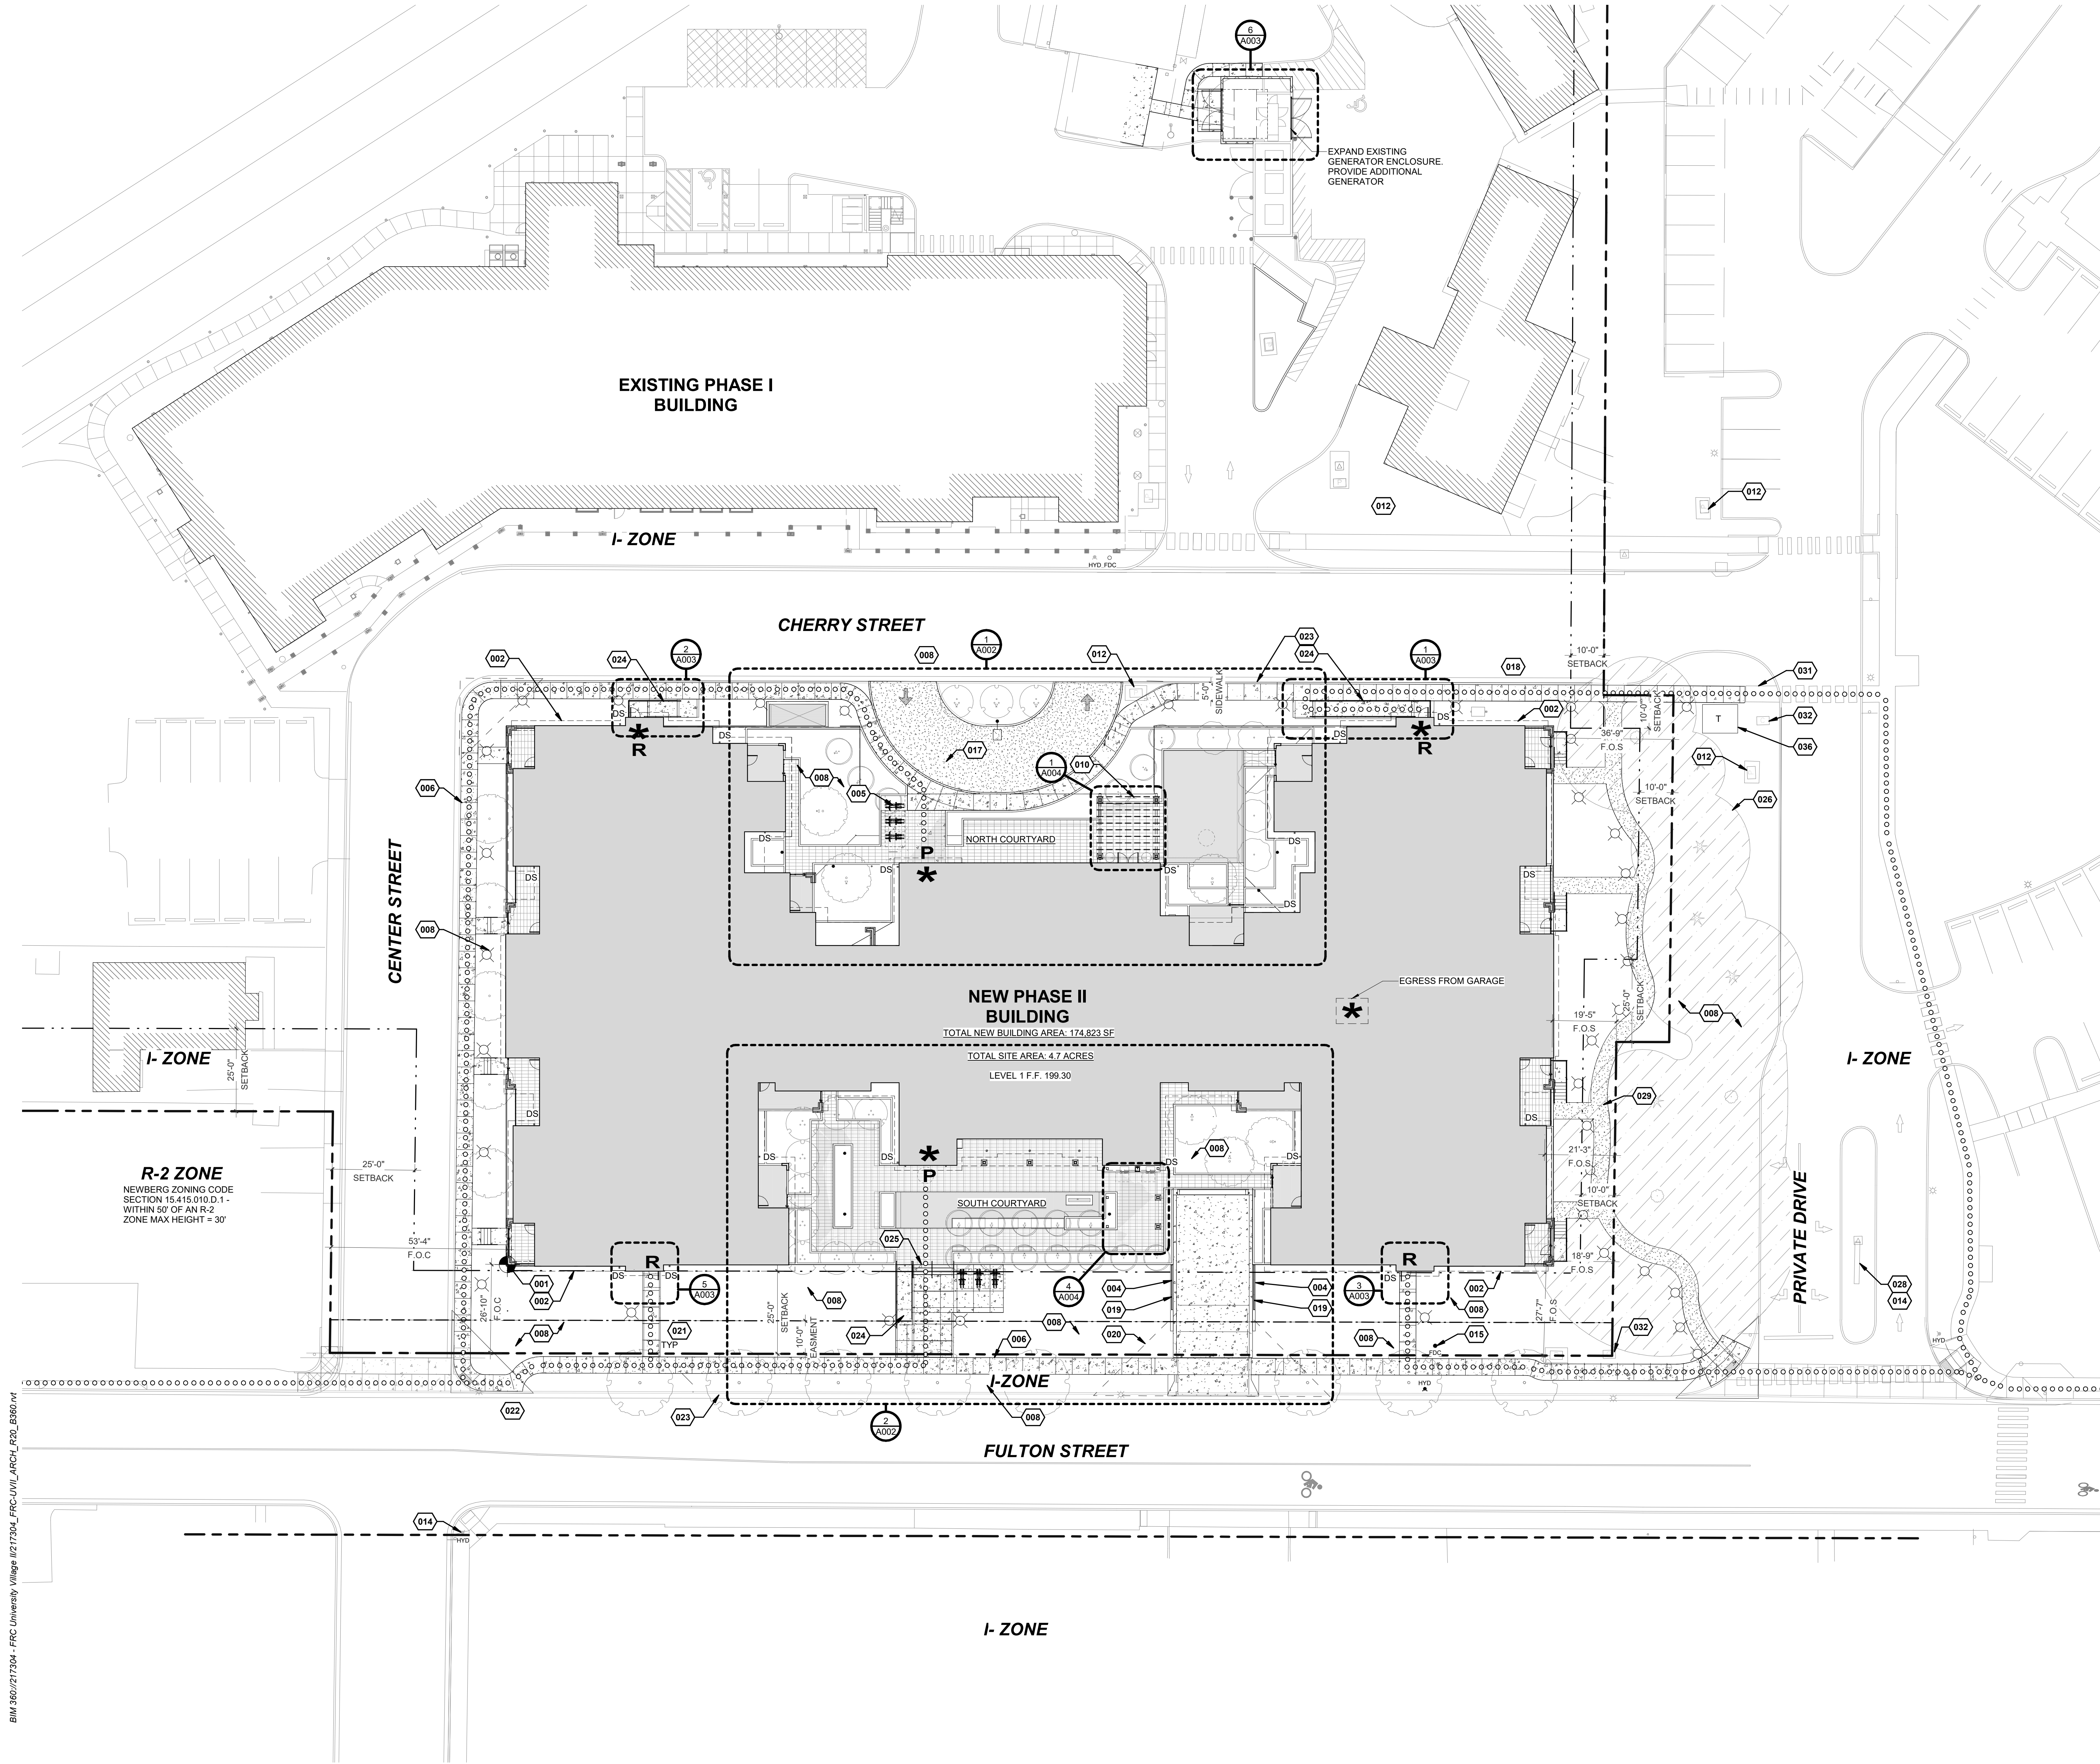 6
A003
EXPAND EXISTING
GENERATOR ENCLOSURE.
PROVIDE ADDITIONAL
GENERATOR
EXISTING PHASE I
BUILDING
012
012
I- ZONE
HYD FDC
CHERRY STREET
002
024
2
A003
008
1
A002
012
023
024
1
A003
018
10'-0"
SETBACK
031
5'-0"
SIDEWALK
DS
DS
DS
DS
002
10'-0"
SETBACK
T
032
036
36'-9"
F.O.S
R
R
017
012
006
008
005
1
A004
010
10'-0"
SETBACK
026
DS
NORTH COURTYARD
DS
P
DS
DS
DS
DS
DS
CENTER STREET
008
EGRESS FROM GARAGE
NEW PHASE II
BUILDING
TOTAL NEW BUILDING AREA: 174,823 SF
TOTAL SITE AREA: 4.7 ACRES
LEVEL 1 F.F. 199.30
25'-0"
SETBACK
19'-5"
F.O.S
008
I- ZONE
25'-0"
SETBACK
I- ZONE
029
DS
DS
R-2 ZONE
NEWBERG ZONING CODE
SECTION 15.415.010.D.1 -
WITHIN 50' OF AN R-2
ZONE MAX HEIGHT = 30'
25'-0"
SETBACK
DS
DS
P
DS
008
DS
21'-3"
F.O.S.
10'-0"
SETBACK
SOUTH COURTYARD
PRIVATE DRIVE
53'-4"
F.O.C
025
R
R
18'-9"
F.O.S
001
002
DS
DS
5
A003
4
A004
004
019
004
019
3
A003
DS
002
008
028
014
26'-10"
F.O.C
008
25'-0"
SETBACK
10'-0"
EASMENT
27'-7"
F.O.S
008
021
TYP
024
006
008
020
008
015
FDC
032
HYD
I-ZONE
HYD
022
023
2
A002
008
FULTON STREET
014
HYD
I- ZONE
BIM 360://217304 - FRC University Village II/217304_FRC-UVII_ARCH_R20_B360.rvt